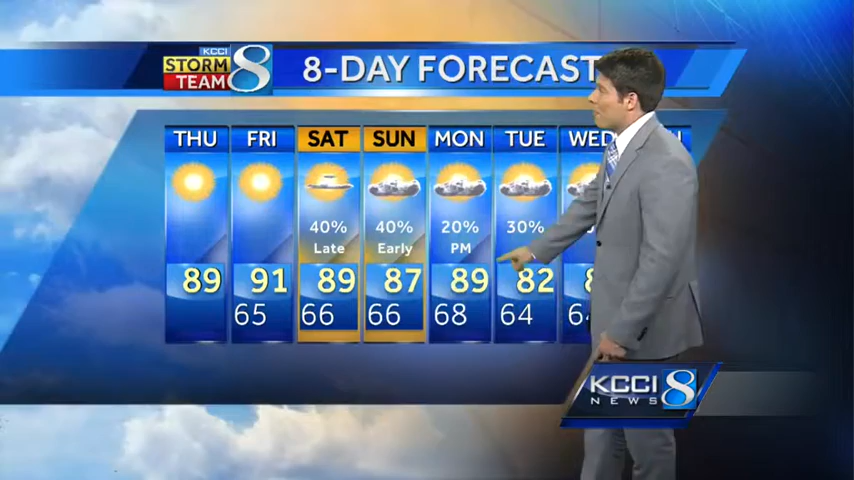 KCCI
STORM
TEAM 8
8-DAY FORECAST
THU FRI SAT SUN MON TUE WED
40% 40% 20% 30%
Late Early PM
89 91 89 87 89 82
65 66 66 68 64
KCCI 8
NEWS